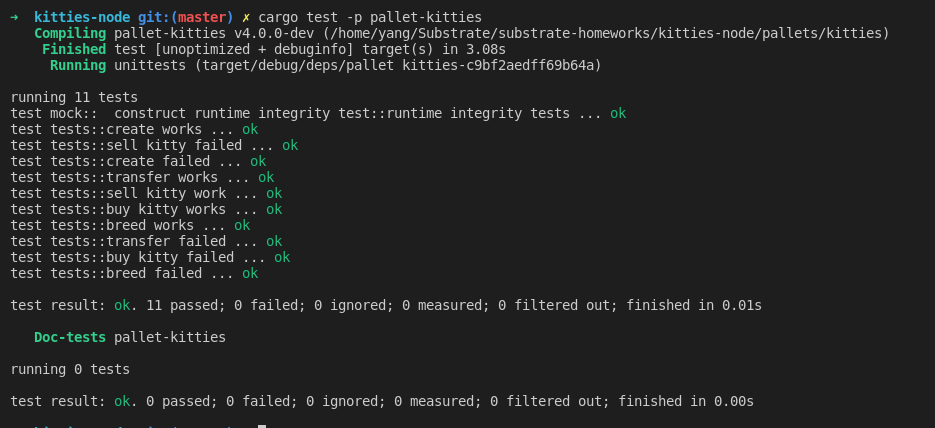 ➜ kitties-node git:(master) ✗ cargo test -p pallet-kitties
Compiling pallet-kitties v4.0.0-dev (/home/yang/Substrate/substrate-homeworks/kitties-node/pallets/kitties)
Finished test [unoptimized + debuginfo] target(s) in 3.08s
Running unittests (target/debug/deps/pallet kitties-c9bf2aedff69b64a)
running 11 tests
test mock::  construct runtime integrity test::runtime integrity tests ... ok
test tests::create works ... ok
test tests::sell kitty failed ... ok
test tests::create failed ... ok
test tests::transfer works ... ok
test tests::sell kitty work ... ok
test tests::buy kitty works ... ok
test tests::breed works ... ok
test tests::transfer failed ... ok
test tests::buy kitty failed ... ok
test tests::breed failed ... ok
test result: ok. 11 passed; 0 failed; 0 ignored; 0 measured; 0 filtered out; finished in 0.01s
Doc-tests pallet-kitties
running 0 tests
test result: ok. 0 passed; 0 failed; 0 ignored; 0 measured; 0 filtered out; finished in 0.00s